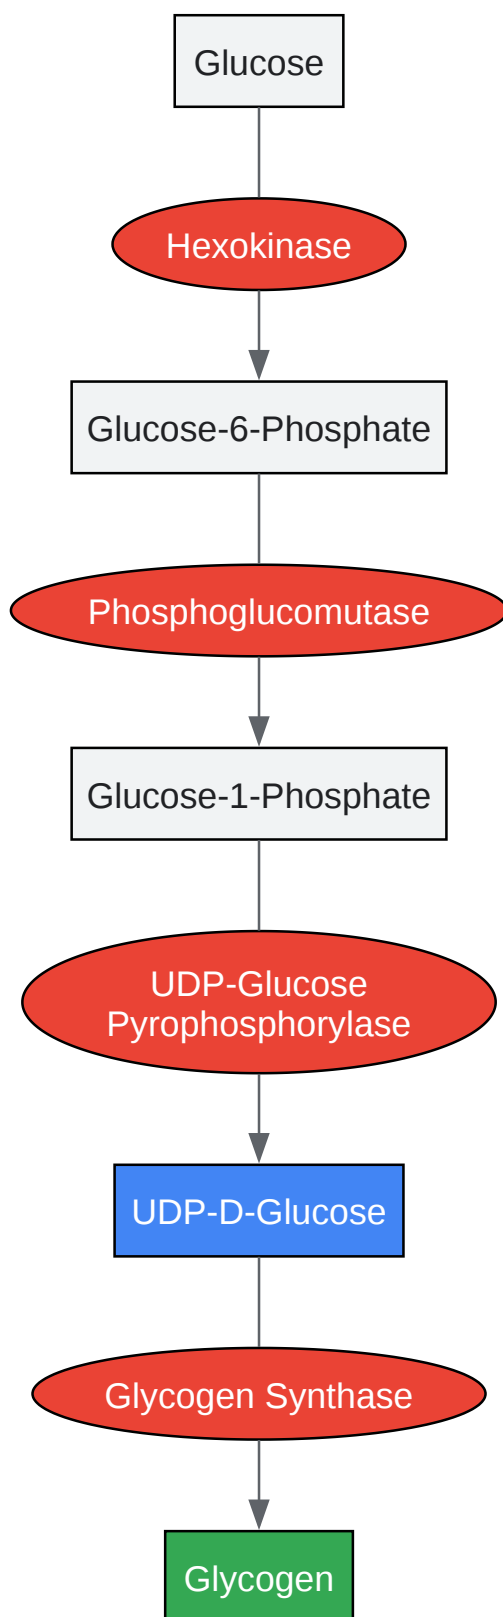 Glucose
Hexokinase
Glucose-6-Phosphate
Phosphoglucomutase
Glucose-1-Phosphate
UDP-Glucose
Pyrophosphorylase
UDP-D-Glucose
Glycogen Synthase
Glycogen